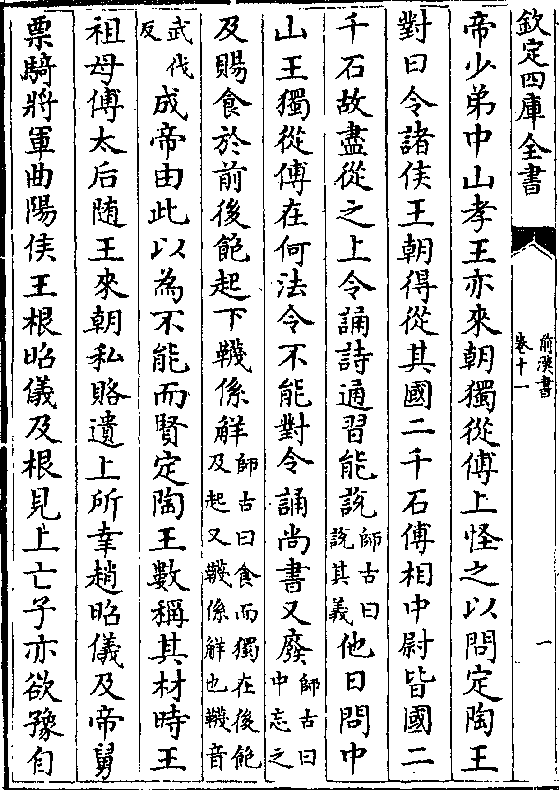 欽定四庫全書
前漢書
卷十一
一
帝少弟中山孝王亦來朝獨從傅上怪之以問定陶王
對曰令諸侯王朝得從其國二千石傅相中尉皆國二
千石故盡從之上令誦詩通習能說師古曰說其義他日問中
山王獨從傅在何法令不能對令誦尚書又廢師古曰中忘之
及賜食於前後飽起下韈係解師古曰食而獨在後飽及起又韈係解也韈音
武伐反成帝由此以為不能而賢定陶王數稱其材時王
祖母傅太后随王來朝私賂遺上所幸趙昭儀及帝舅
票騎將軍曲陽侯王根昭儀及根見上亡子亦欲豫自